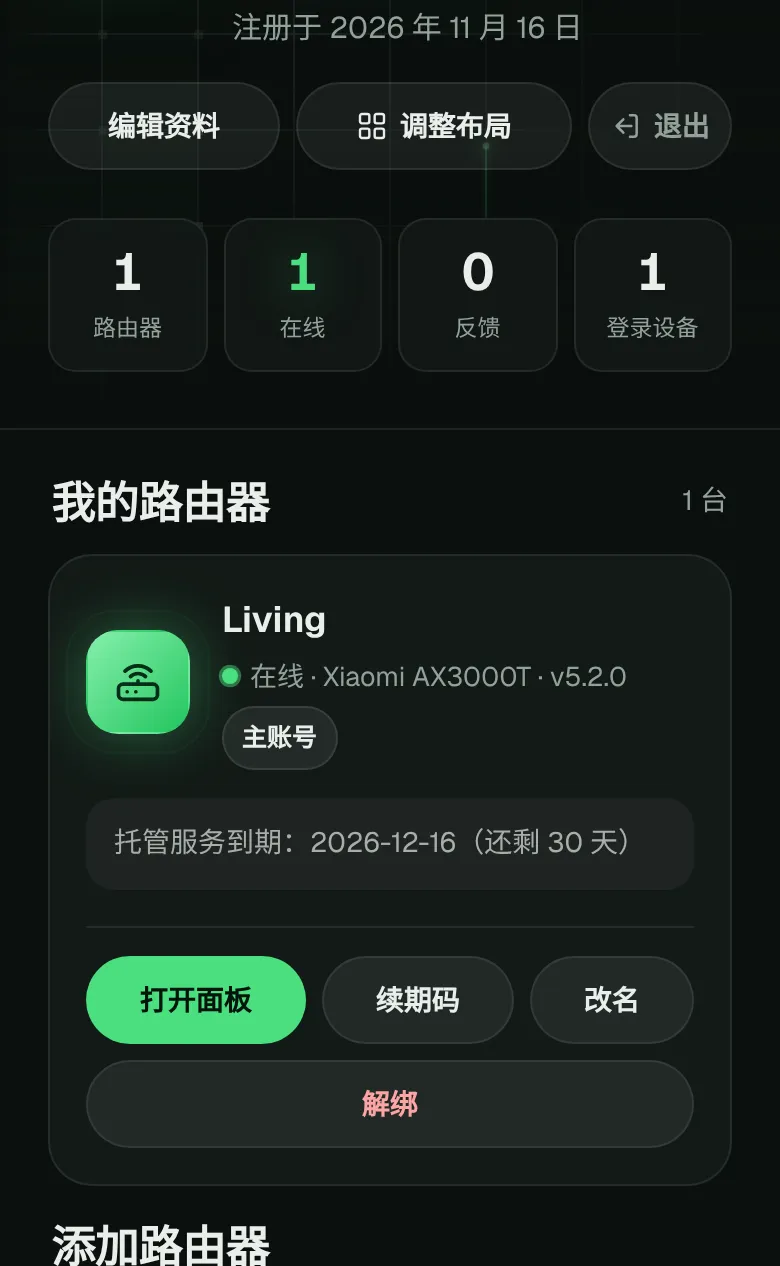 注册于 2026 年 11 月 16 日
编辑资料
调整布局
退出
1
路由器
1
在线
0
反馈
1
登录设备
我的路由器
1 台
Living
在线 · Xiaomi AX3000T · v5.2.0
主账号
托管服务到期：2026-12-16（还剩 30 天）
打开面板
续期码
改名
解绑
添加路由器